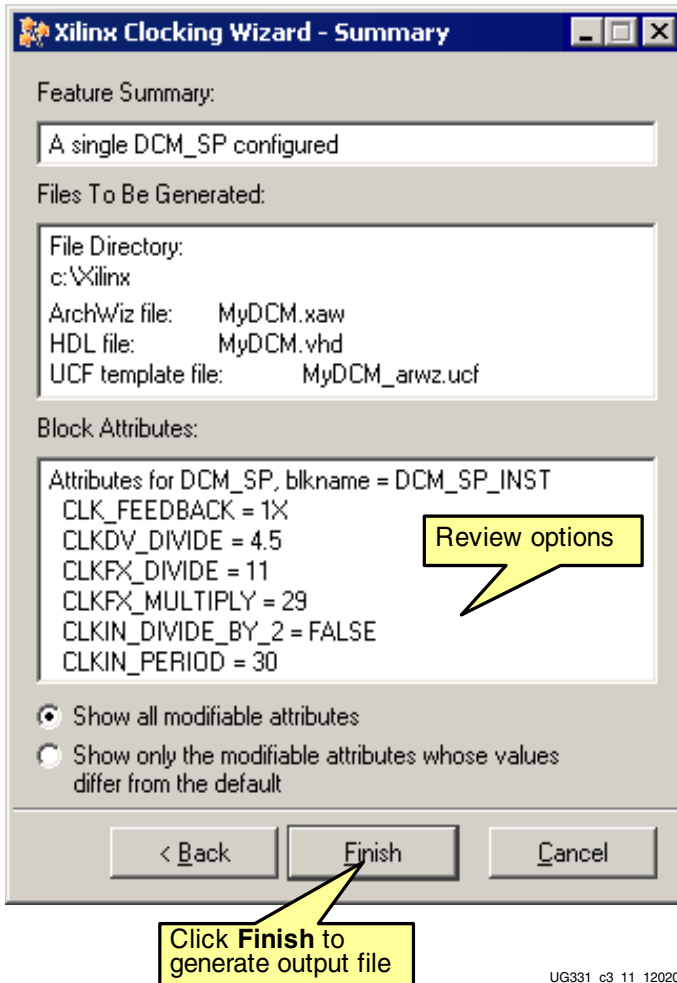 Xilinx Clocking Wizard - Summary
Feature Summary:
A single DCM_SP configured
Files To Be Generated:
File Directory:
c:\Xilinx
ArchWiz file: MyDCM.xaw
HDL file: MyDCM.vhd
UCF template file: MyDCM_arwz.ucf
Block Attributes:
Attributes for DCM_SP, blkname = DCM_SP_INST
CLK_FEEDBACK = 1X
CLKDV_DIVIDE = 4.5
CLKFX_DIVIDE = 11
CLKFX_MULTIPLY = 29
CLKIN_DIVIDE_BY_2 = FALSE
CLKIN_PERIOD = 30
Review options
Show all modifiable attributes
Show only the modifiable attributes whose values
differ from the default
< Back
Finish
Cancel
Click Finish to
generate output file
UG331_c3_11_12020